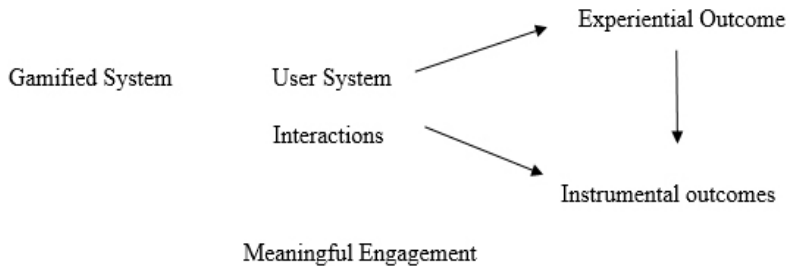 Experiential Outcome
Gamified System
User System
Interactions
Instrumental outcomes
Meaningful Engagement